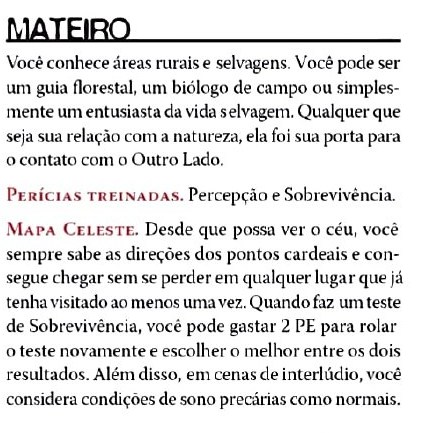 MATEIRO
Você conhece áreas rurais e selvagens. Você pode ser
um guia florestal, um biólogo de campo ou simples-
mente um entusiasta da vida selvagem. Qualquer que
seja sua relação com a natureza, ela foi sua porta para
o contato com o Outro Lado.
Perícias treinadas. Percepção e Sobrevivência.
Mapa Celeste. Desde que possa ver o céu, você
sempre sabe as direções dos pontos cardeais e con-
segue chegar sem se perder em qualquer lugar que já
tenha visitado ao menos uma vez. Quando faz um teste
de Sobrevivência, você pode gastar 2 PE para rolar
o teste novamente e escolher o melhor entre os dois
resultados. Além disso, em cenas de interlúdio, você
considera condições de sono precárias como normais.